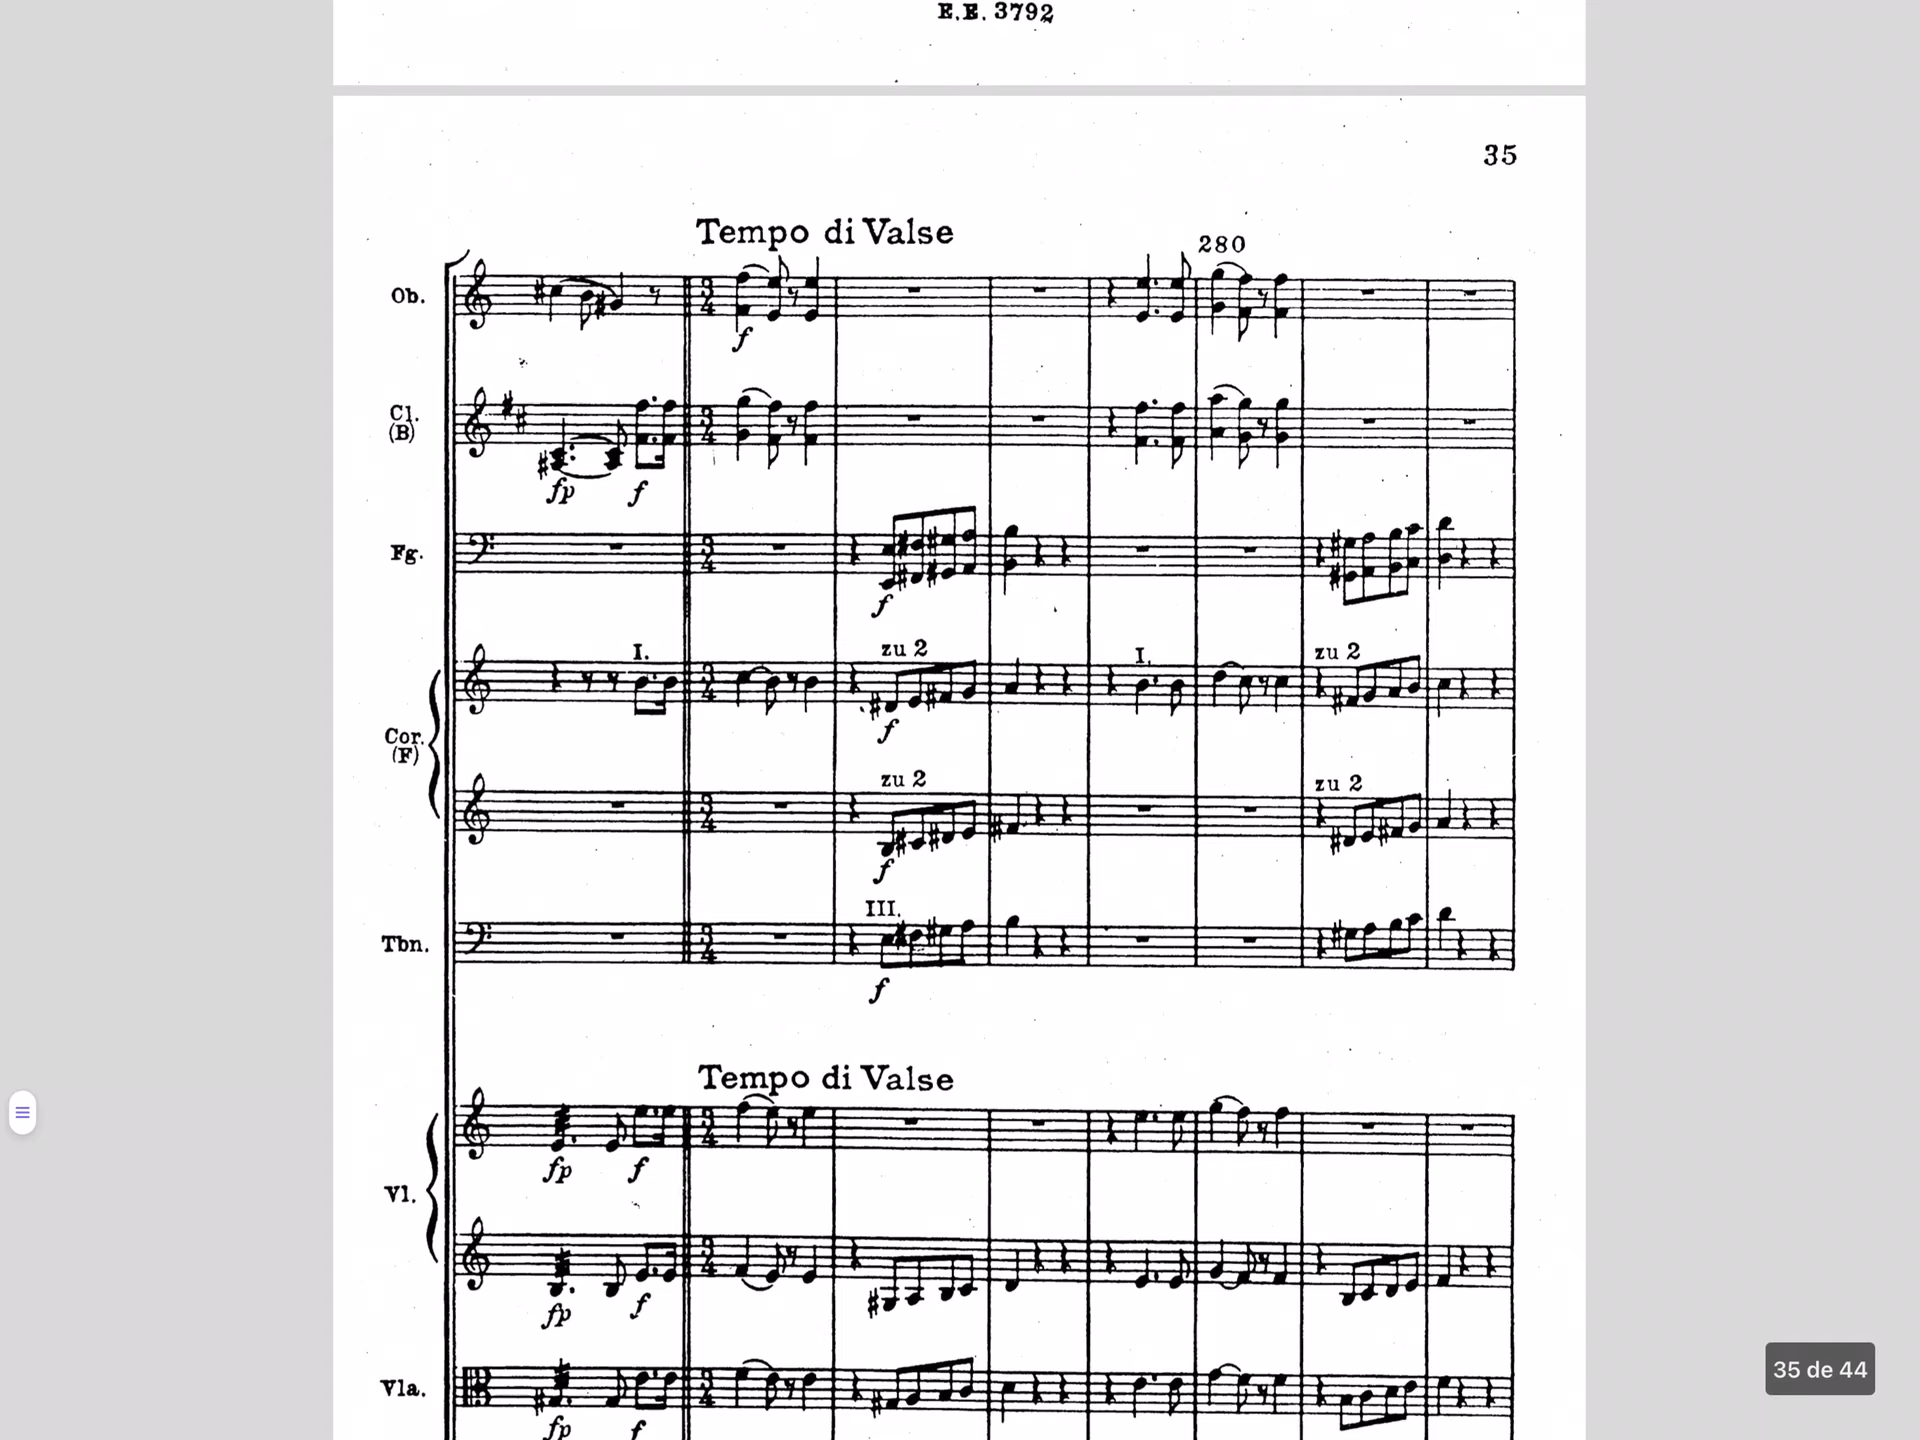 E.E. 3792
35
Tempo di Valse
280
Ob.
f
Cl.
(B)
fp f
Fg.
f
I. zu 2 I. zu 2
f
Cor.
(F)
zu 2 zu 2
f
III.
Tbn.
f
Tempo di Valse
fp f
Vl.
fp f
Vla.
fp f
35 de 44